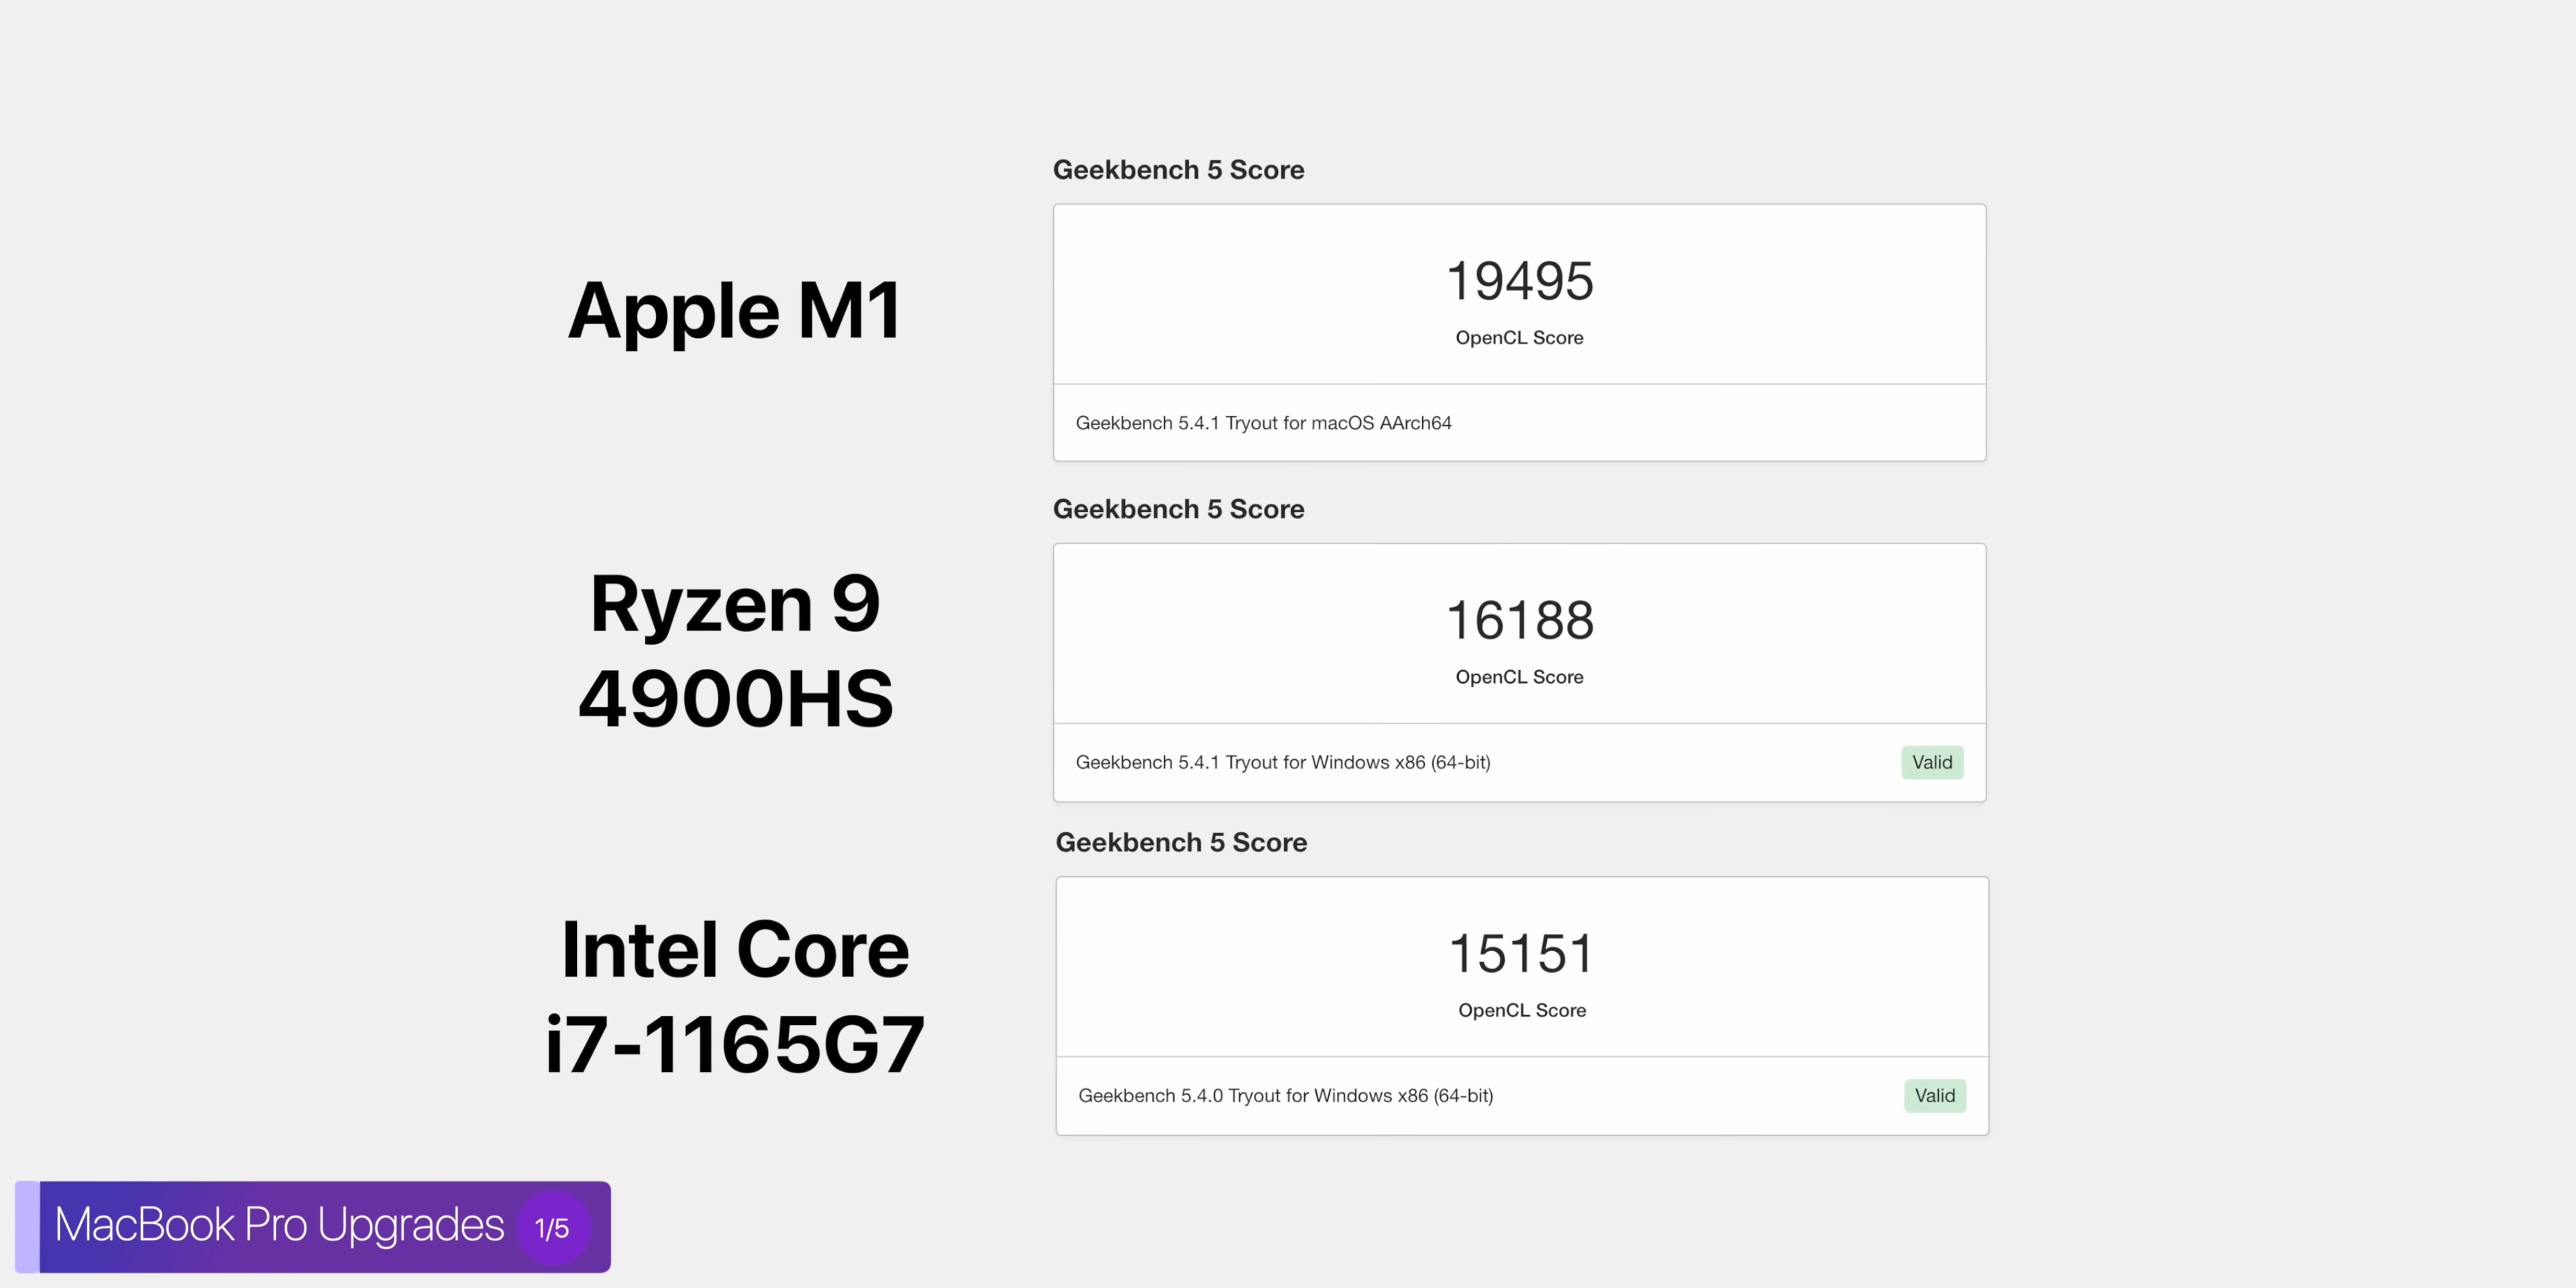 Geekbench 5 Score
Apple M1
19495
OpenCL Score
Geekbench 5.4.1 Tryout for macOS AArch64
Geekbench 5 Score
Ryzen 9
4900HS
16188
OpenCL Score
Geekbench 5.4.1 Tryout for Windows x86 (64-bit)
Valid
Geekbench 5 Score
Intel Core
i7-1165G7
15151
OpenCL Score
Geekbench 5.4.0 Tryout for Windows x86 (64-bit)
Valid
MacBook Pro Upgrades
1/5